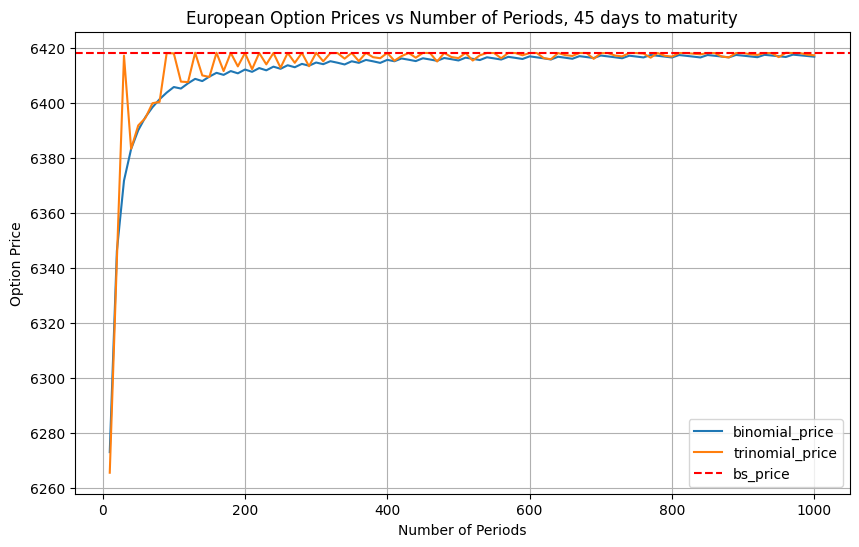 European Option Prices vs Number of Periods, 45 days to maturity
Option Price
6420
6400
6380
6360
6340
6320
6300
6280
6260
0
200
400
600
800
1000
Number of Periods
binomial_price
trinomial_price
bs_price